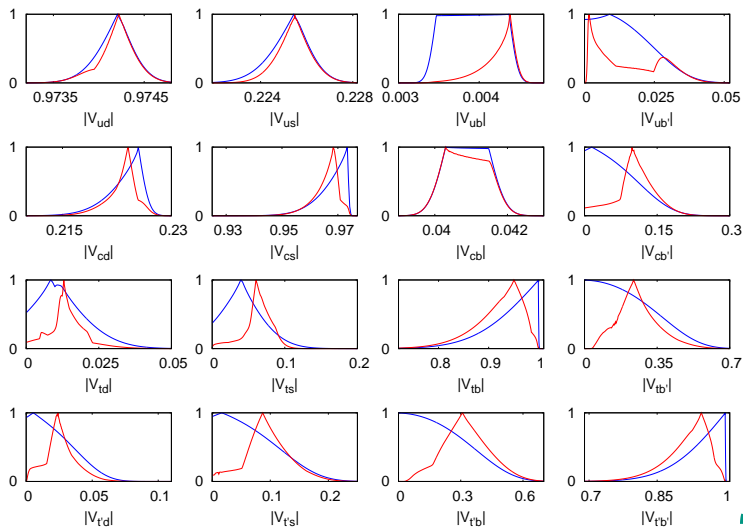 1
0
0.9735 0.9745
|Vud|
1
0
0.224 0.228
|Vus|
1
0
0.003 0.004
|Vub|
1
0
0 0.025 0.05
|Vub'|
1
0
0.215 0.23
|Vcd|
1
0
0.93 0.95 0.97
|Vcs|
1
0
0.04 0.042
|Vcb|
1
0
0 0.15 0.3
|Vcb'|
1
0
0 0.05
|Vtd|
1
0
0 0.1 0.2
|Vts|
1
0
0.8 0.9 1
|Vtb|
1
0
0 0.35 0.7
|Vtb'|
1
0
0 0.05 0.1
|Vt'd|
1
0
0 0.1 0.2
|Vt's|
1
0
0 0.3 0.6
|Vt'b|
1
0
0.7 0.85 1
|Vt'b'|